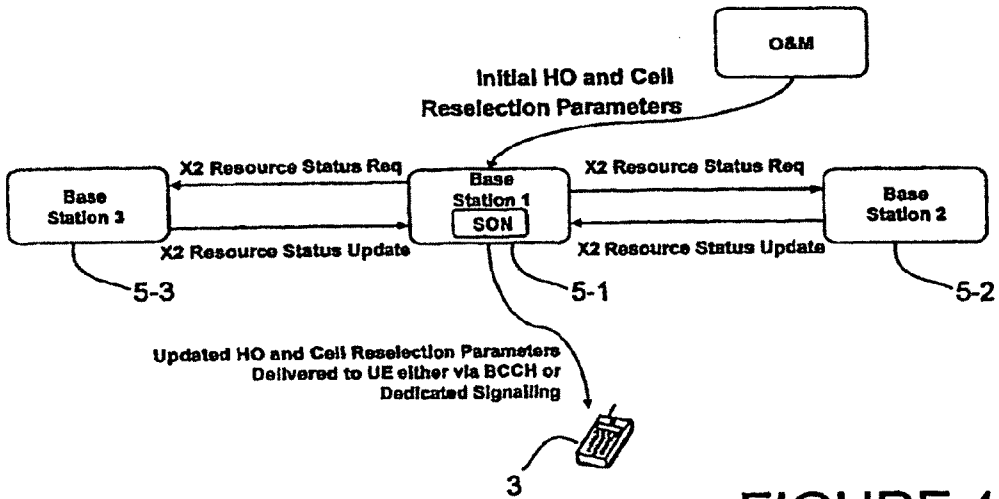 O&M
Initial HO and Cell
Reselection Parameters
X2 Resource Status Req
X2 Resource Status Req
Base
Station 3
Base
Station 1
SON
Base
Station 2
X2 Resource Status Update
X2 Resource Status Update
5-3
5-1
5-2
Updated HO and Cell Reselection Parameters
Delivered to UE either via BCCH or
Dedicated Signalling
3